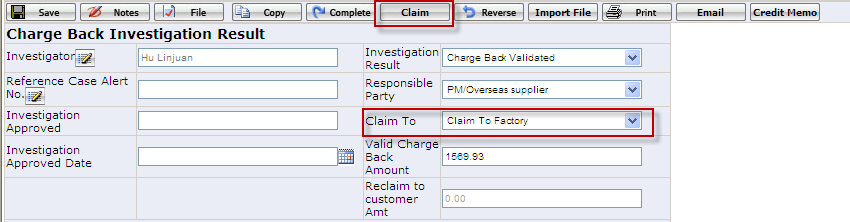 Save Notes File Copy Complete Claim Reverse Import File Print Email Credit Memo
Charge Back Investigation Result
Investigator Hu Linjuan
Investigation
Result
Charge Back Validated
Reference Case Alert
No.
Responsible
Party
PM/Overseas supplier
Investigation
Approved
Claim To Claim To Factory
Investigation
Approved Date
Valid Charge
Back
Amount
1569.93
Reclaim to
customer
Amt
0.00